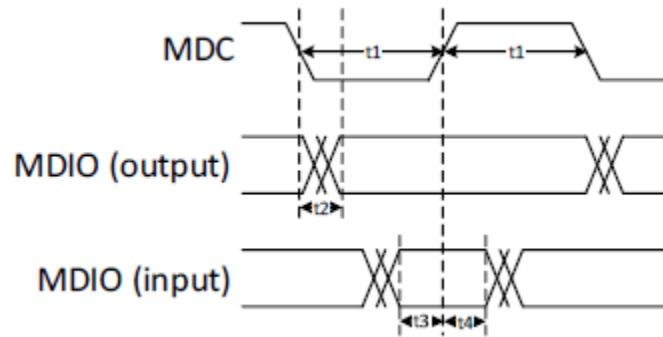 MDC
t1 t1
MDIO (output)
t2
MDIO (input)
t3 t4